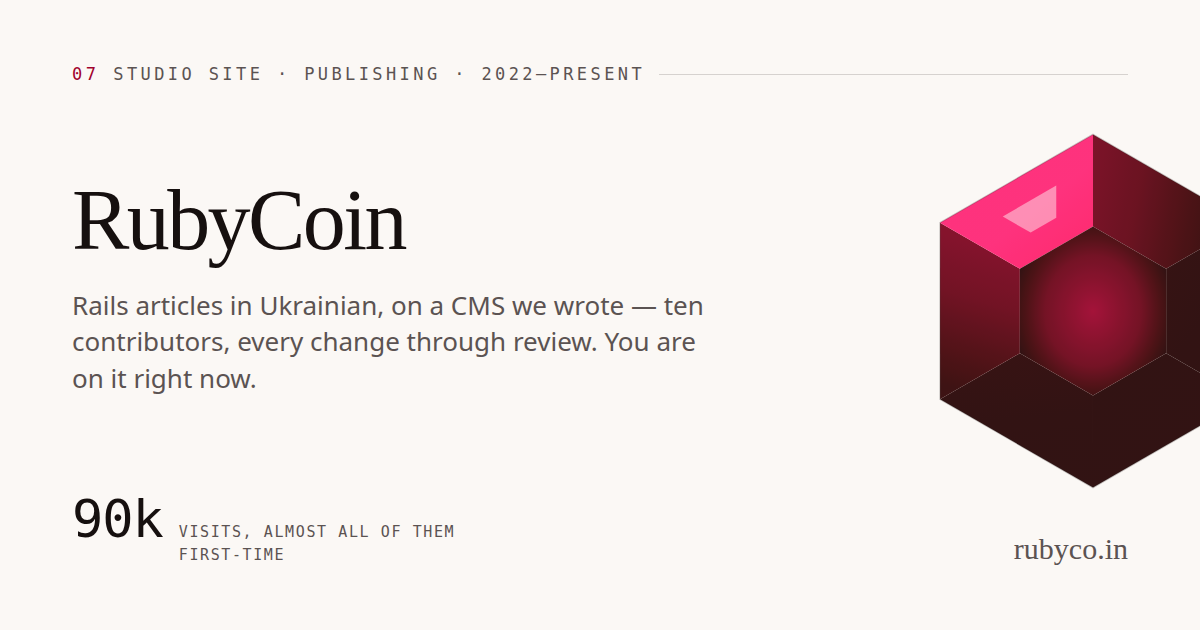 07 STUDIO SITE · PUBLISHING · 2022—PRESENT
RubyCoin
Rails articles in Ukrainian, on a CMS we wrote — ten
contributors, every change through review. You are
on it right now.
90k
VISITS, ALMOST ALL OF THEM
FIRST-TIME
rubyco.in